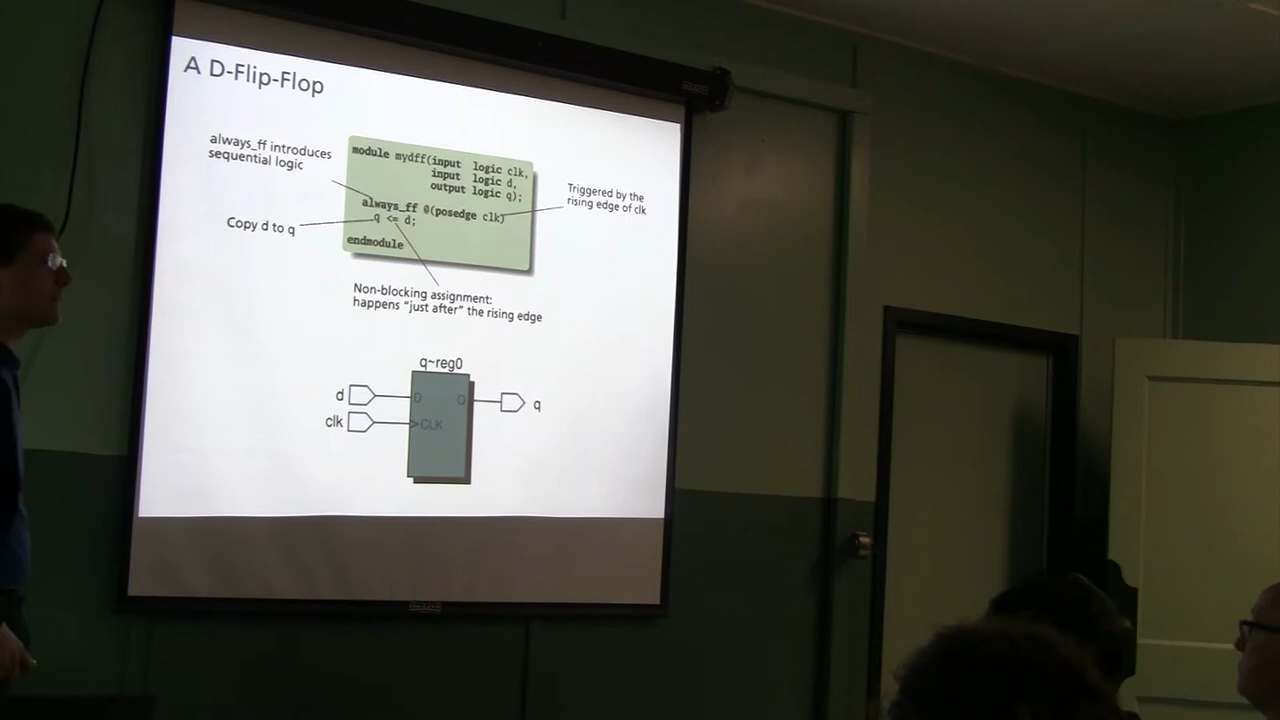 A D-Flip-Flop
always_ff introduces
sequential logic
module mydff(input logic clk,
input logic d,
output logic q);
always_ff @(posedge clk)
q <= d;
endmodule
Triggered by the
rising edge of clk
Copy d to q
Non-blocking assignment:
happens “just after” the rising edge
q~reg0
d
D
Q
q
clk
CLK